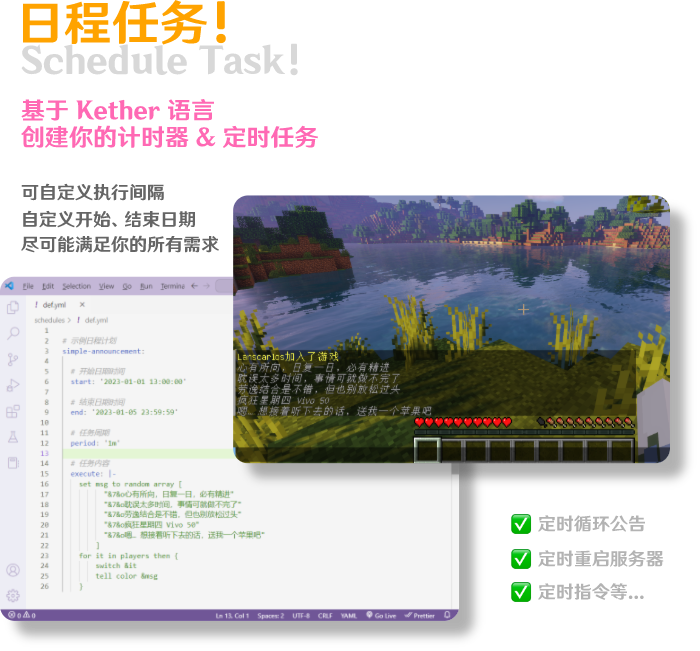 日程任务!
Schedule Task!
基于 Kether 语言
创建你的计时器 & 定时任务
可自定义执行间隔
自定义开始、结束日期
尽可能满足你的所有需求
Lanscarlos加入了游戏
心有所向，日复一日，必有精进
耽误太多时间，事情可就做不完了
劳逸结合是不错，但也别放松过头
疯狂星期四 Vivo 50
嗯… 想接着听下去的话，送我一个苹果吧
File Edit Selection View Go Run
def.yml
schedules > ! def.yml
1
2 # 示例日程计划
3 simple-announcement:
4
5 # 开始日期时间
6 start: '2023-01-01 13:00:00'
7
8 # 结束日期时间
9 end: '2023-01-05 23:59:59'
10
11 # 任务周期
12 period: '1m'
13
14 # 任务内容
15 execute: |-
16 set msg to random array [
17 "&7&o心有所向，日复一日，必有精进"
18 "&7&o耽误太多时间，事情可就做不完了"
19 "&7&o劳逸结合是不错，但也别放松过头"
20 "&7&o疯狂星期四 Vivo 50"
21 "&7&o嗯… 想接着听下去的话，送我一个苹果吧"
22 ]
23 for it in players then {
24 switch &it
25 tell color &msg
26 }
0 0 Ln 13, Col 1 Spaces: 2 UTF-8 CRLF YAML Go Live Prettier
定时循环公告
定时重启服务器
定时指令等...